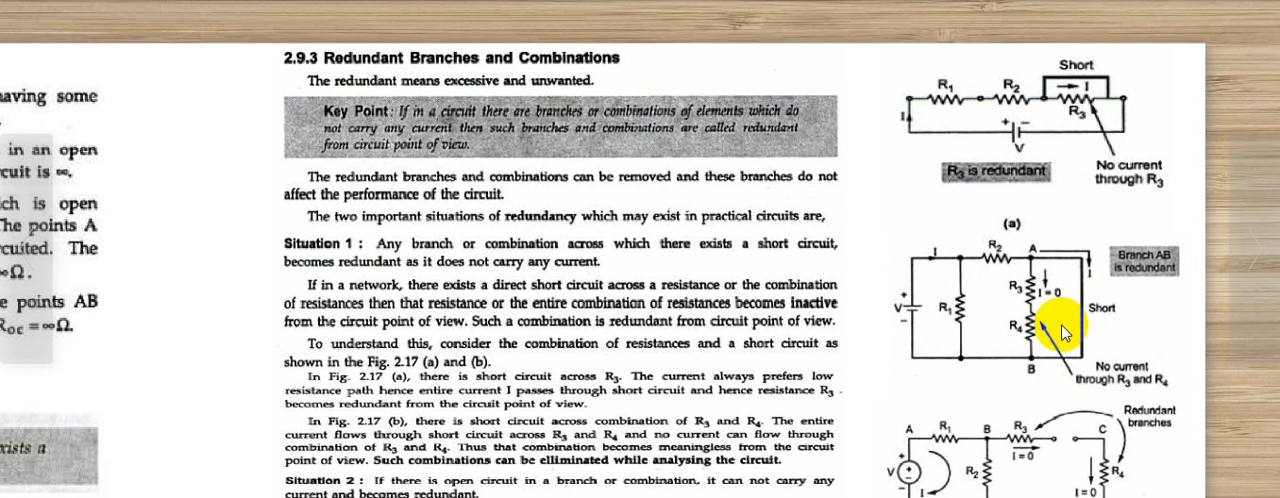 aving some
in an open
cuit is ∞,
ch is open
The points A
rcuited. The
∞Ω.
e points AB
R_OC = ∞Ω.
xists a
2.9.3 Redundant Branches and Combinations
The redundant means excessive and unwanted.
Key Point: If in a circuit there are branches or combinations of elements which do
not carry any current then such branches and combinations are called redundant
from circuit point of view.
The redundant branches and combinations can be removed and these branches do not
affect the performance of the circuit.
The two important situations of redundancy which may exist in practical circuits are,
Situation 1 : Any branch or combination across which there exists a short circuit,
becomes redundant as it does not carry any current.
If in a network, there exists a direct short circuit across a resistance or the combination
of resistances then that resistance or the entire combination of resistances becomes inactive
from the circuit point of view. Such a combination is redundant from circuit point of view.
To understand this, consider the combination of resistances and a short circuit as
shown in the Fig. 2.17 (a) and (b).
In Fig. 2.17 (a), there is short circuit across R₃. The current always prefers low
resistance path hence entire current I passes through short circuit and hence resistance R₃
becomes redundant from the circuit point of view.
In Fig. 2.17 (b), there is short circuit across combination of R₃ and R₄. The entire
current flows through short circuit across R₃ and R₄ and no current can flow through
combination of R₃ and R₄. Thus that combination becomes meaningless from the circuit
point of view. Such combinations can be elliminated while analysing the circuit.
Situation 2 : If there is open circuit in a branch or combination, it can not carry any
current and becomes redundant.
Short
R₁
R₂
I
R₃
I
+ −
V
R₃ is redundant
No current
through R₃
(a)
I
R₂
A
I
Branch AB
is redundant
R₃
I=0
+
V
−
R₁
R₄
Short
B
No current
through R₃ and R₄
Redundant
branches
A
R₁
B
R₃
C
I=0
+
V
R₂
R₄
I
I=0